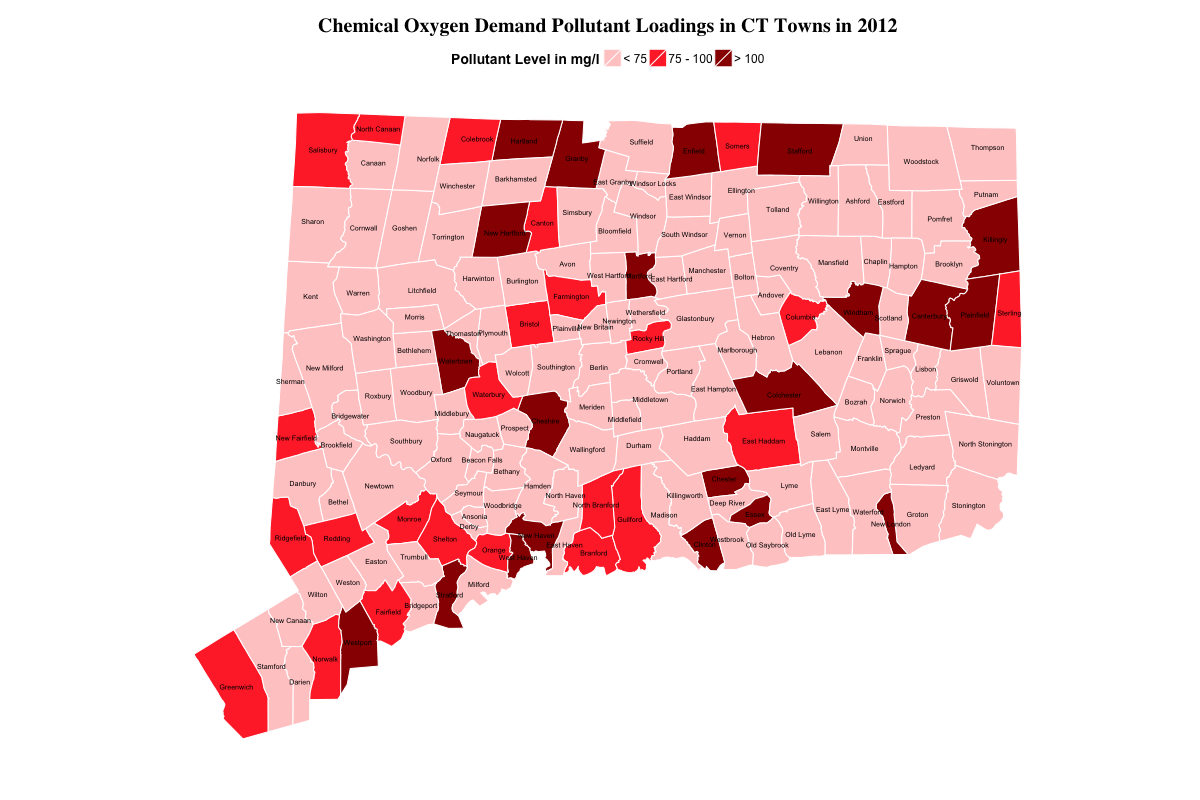 Chemical Oxygen Demand Pollutant Loadings in CT Towns in 2012
Pollutant Level in mg/l < 75 75 - 100 > 100
North Canaan
Colebrook
Hartland
Salisbury
Canaan
Norfolk
Granby
Suffield
Enfield
Somers
Stafford
Union
Woodstock
Thompson
Winchester
Barkhamsted
East Granby
Windsor Locks
East Windsor
Ellington
Tolland
Willington
Ashford
Eastford
Putnam
Sharon
Cornwall
Goshen
Torrington
New Hartford
Canton
Simsbury
Bloomfield
Windsor
South Windsor
Vernon
Pomfret
Killingly
Kent
Warren
Litchfield
Harwinton
Burlington
Avon
West Hartford
East Hartford
Manchester
Bolton
Coventry
Mansfield
Chaplin
Hampton
Brooklyn
Morris
Farmington
Andover
Washington
Bethlehem
Thomaston
Plymouth
Bristol
Plainville
New Britain
Newington
Wethersfield
Rocky Hill
Glastonbury
Hebron
Columbia
Windham
Scotland
Canterbury
Plainfield
Sterling
New Milford
Watertown
Wolcott
Southington
Berlin
Cromwell
Portland
Marlborough
Lebanon
Franklin
Sprague
Lisbon
Griswold
Voluntown
Sherman
Roxbury
Woodbury
Waterbury
Bridgewater
Middlebury
Cheshire
Meriden
Middletown
Middlefield
East Hampton
Colchester
Bozrah
Norwich
Preston
New Fairfield
Brookfield
Southbury
Naugatuck
Prospect
Wallingford
Durham
Haddam
East Haddam
Salem
Montville
North Stonington
Danbury
Bethel
Newtown
Oxford
Beacon Falls
Bethany
Seymour
Hamden
Woodbridge
North Haven
North Branford
Guilford
Madison
Killingworth
Chester
Deep River
Lyme
Ledyard
Essex
East Lyme
Waterford
New London
Groton
Stonington
Ridgefield
Redding
Monroe
Shelton
Ansonia
Derby
Orange
New Haven
West Haven
East Haven
Branford
Clinton
Westbrook
Old Saybrook
Old Lyme
Easton
Trumbull
Weston
Wilton
Milford
Stratford
Bridgeport
Fairfield
New Canaan
Westport
Norwalk
Stamford
Darien
Greenwich